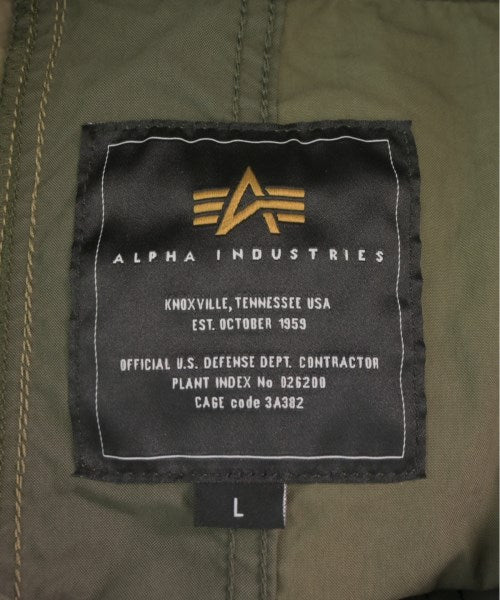 ALPHA INDUSTRIES
KNOXVILLE, TENNESSEE USA
EST. OCTOBER 1959
OFFICIAL U.S. DEFENSE DEPT. CONTRACTOR
PLANT INDEX No 026200
CAGE code 3A382
L